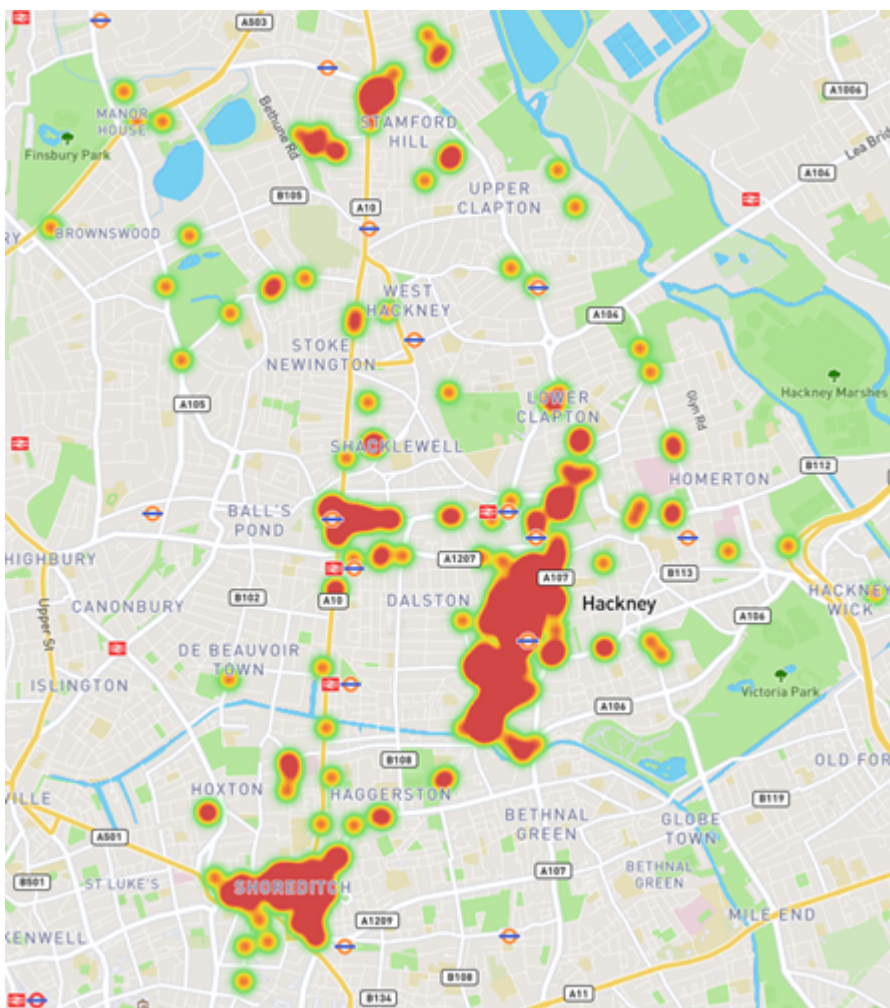 A503
A1006
MANOR
HOUSE
Bethune Rd
STAMFORD
HILL
Finsbury Park
Lea Brid
A104
B105
A10
UPPER
CLAPTON
RY
BROWNSWOOD
WEST
HACKNEY
A104
STOKE
NEWINGTON
Hackney Marshes
A105
LOWER
CLAPTON
Glyn Rd
SHACKLEWELL
B112
HOMERTON
BALL'S
POND
HIGHBURY
A1207
A107
B113
Upper St
CANONBURY
B102
A10
DALSTON
Hackney
HACKNEY
WICK
A106
DE BEAUVOIR
TOWN
ISLINGTON
Victoria Park
A106
B108
OLD FOR
VILLE
HOXTON
HAGGERSTON
B119
BETHNAL
GREEN
GLOBE
TOWN
A501
A107
B501
ST LUKE'S
SHOREDITCH
BETHNAL
GREEN
A1209
MILE END
KENWELL
B108
B134
A11